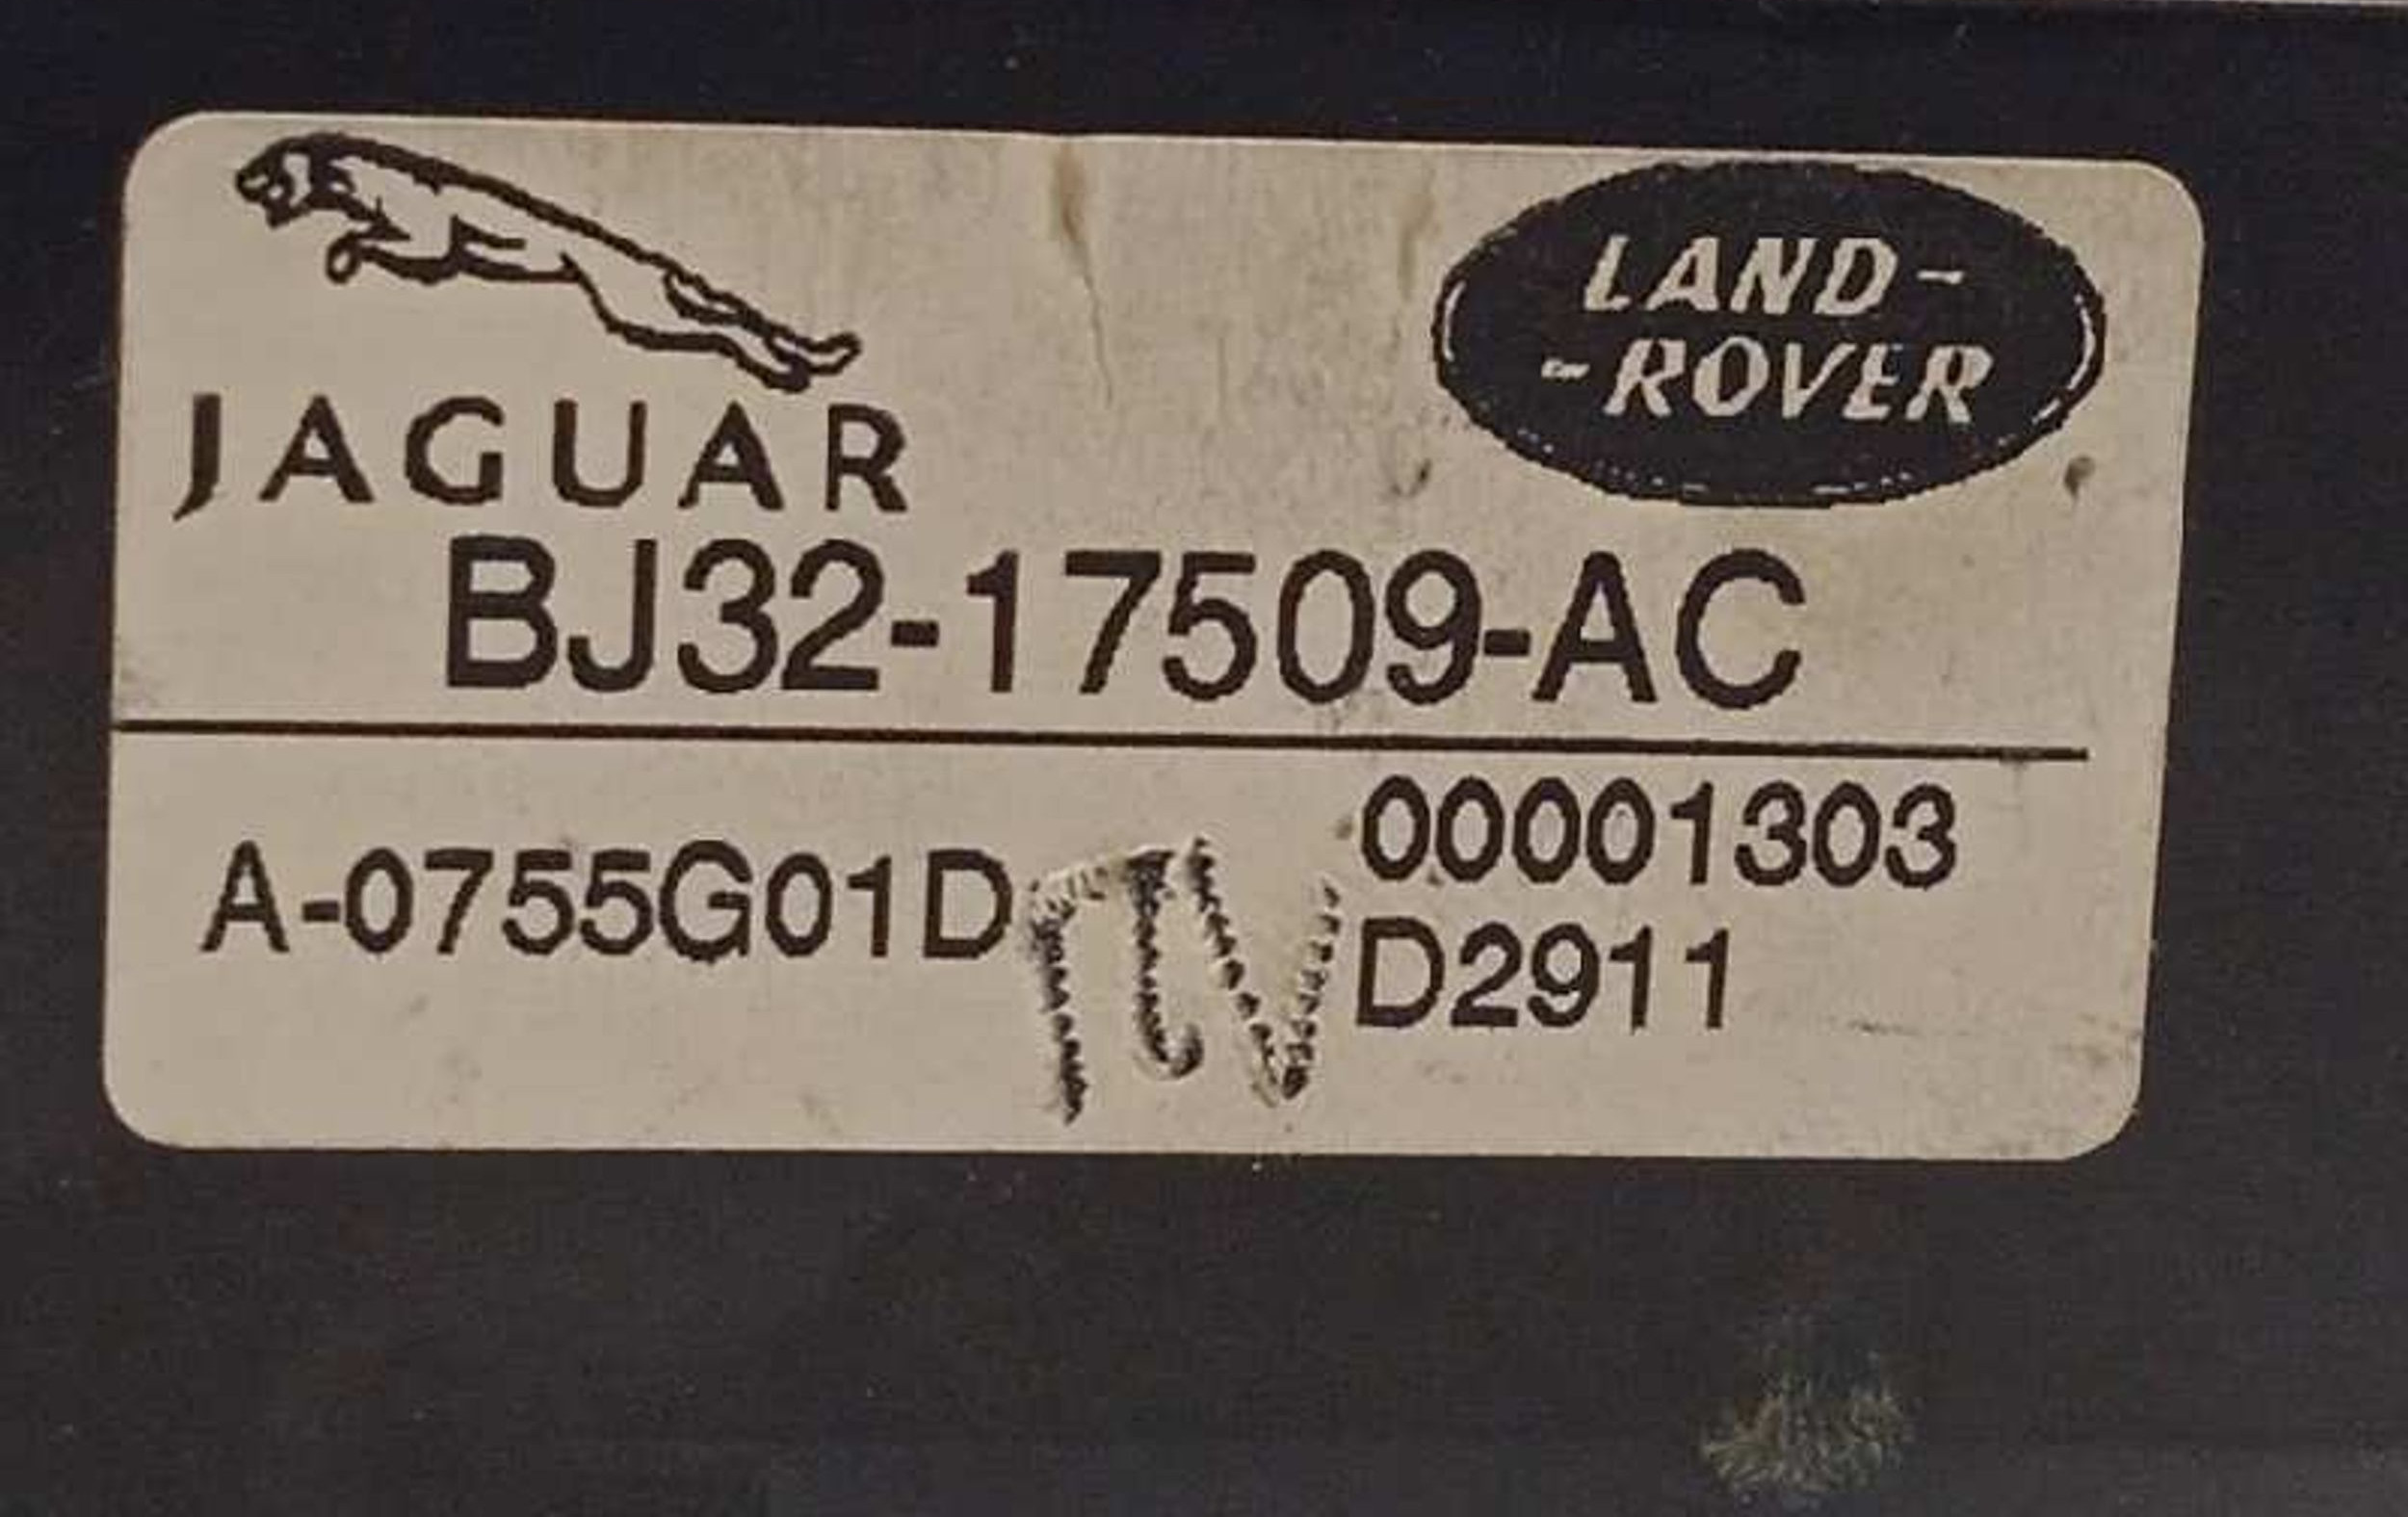 JAGUAR
LAND-
-ROVER
BJ32-17509-AC
A-0755G01D
00001303
D2911